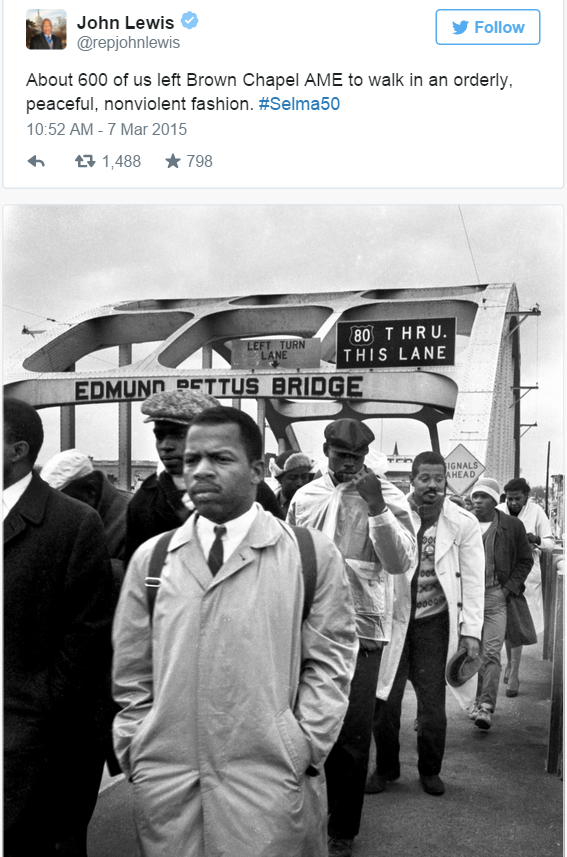 John Lewis
@repjohnlewis
Follow
About 600 of us left Brown Chapel AME to walk in an orderly,
peaceful, nonviolent fashion. #Selma50
10:52 AM - 7 Mar 2015
1,488 798
LEFT TURN
LANE
80 THRU.
THIS LANE
EDMUND PETTUS BRIDGE
SIGNALS
AHEAD